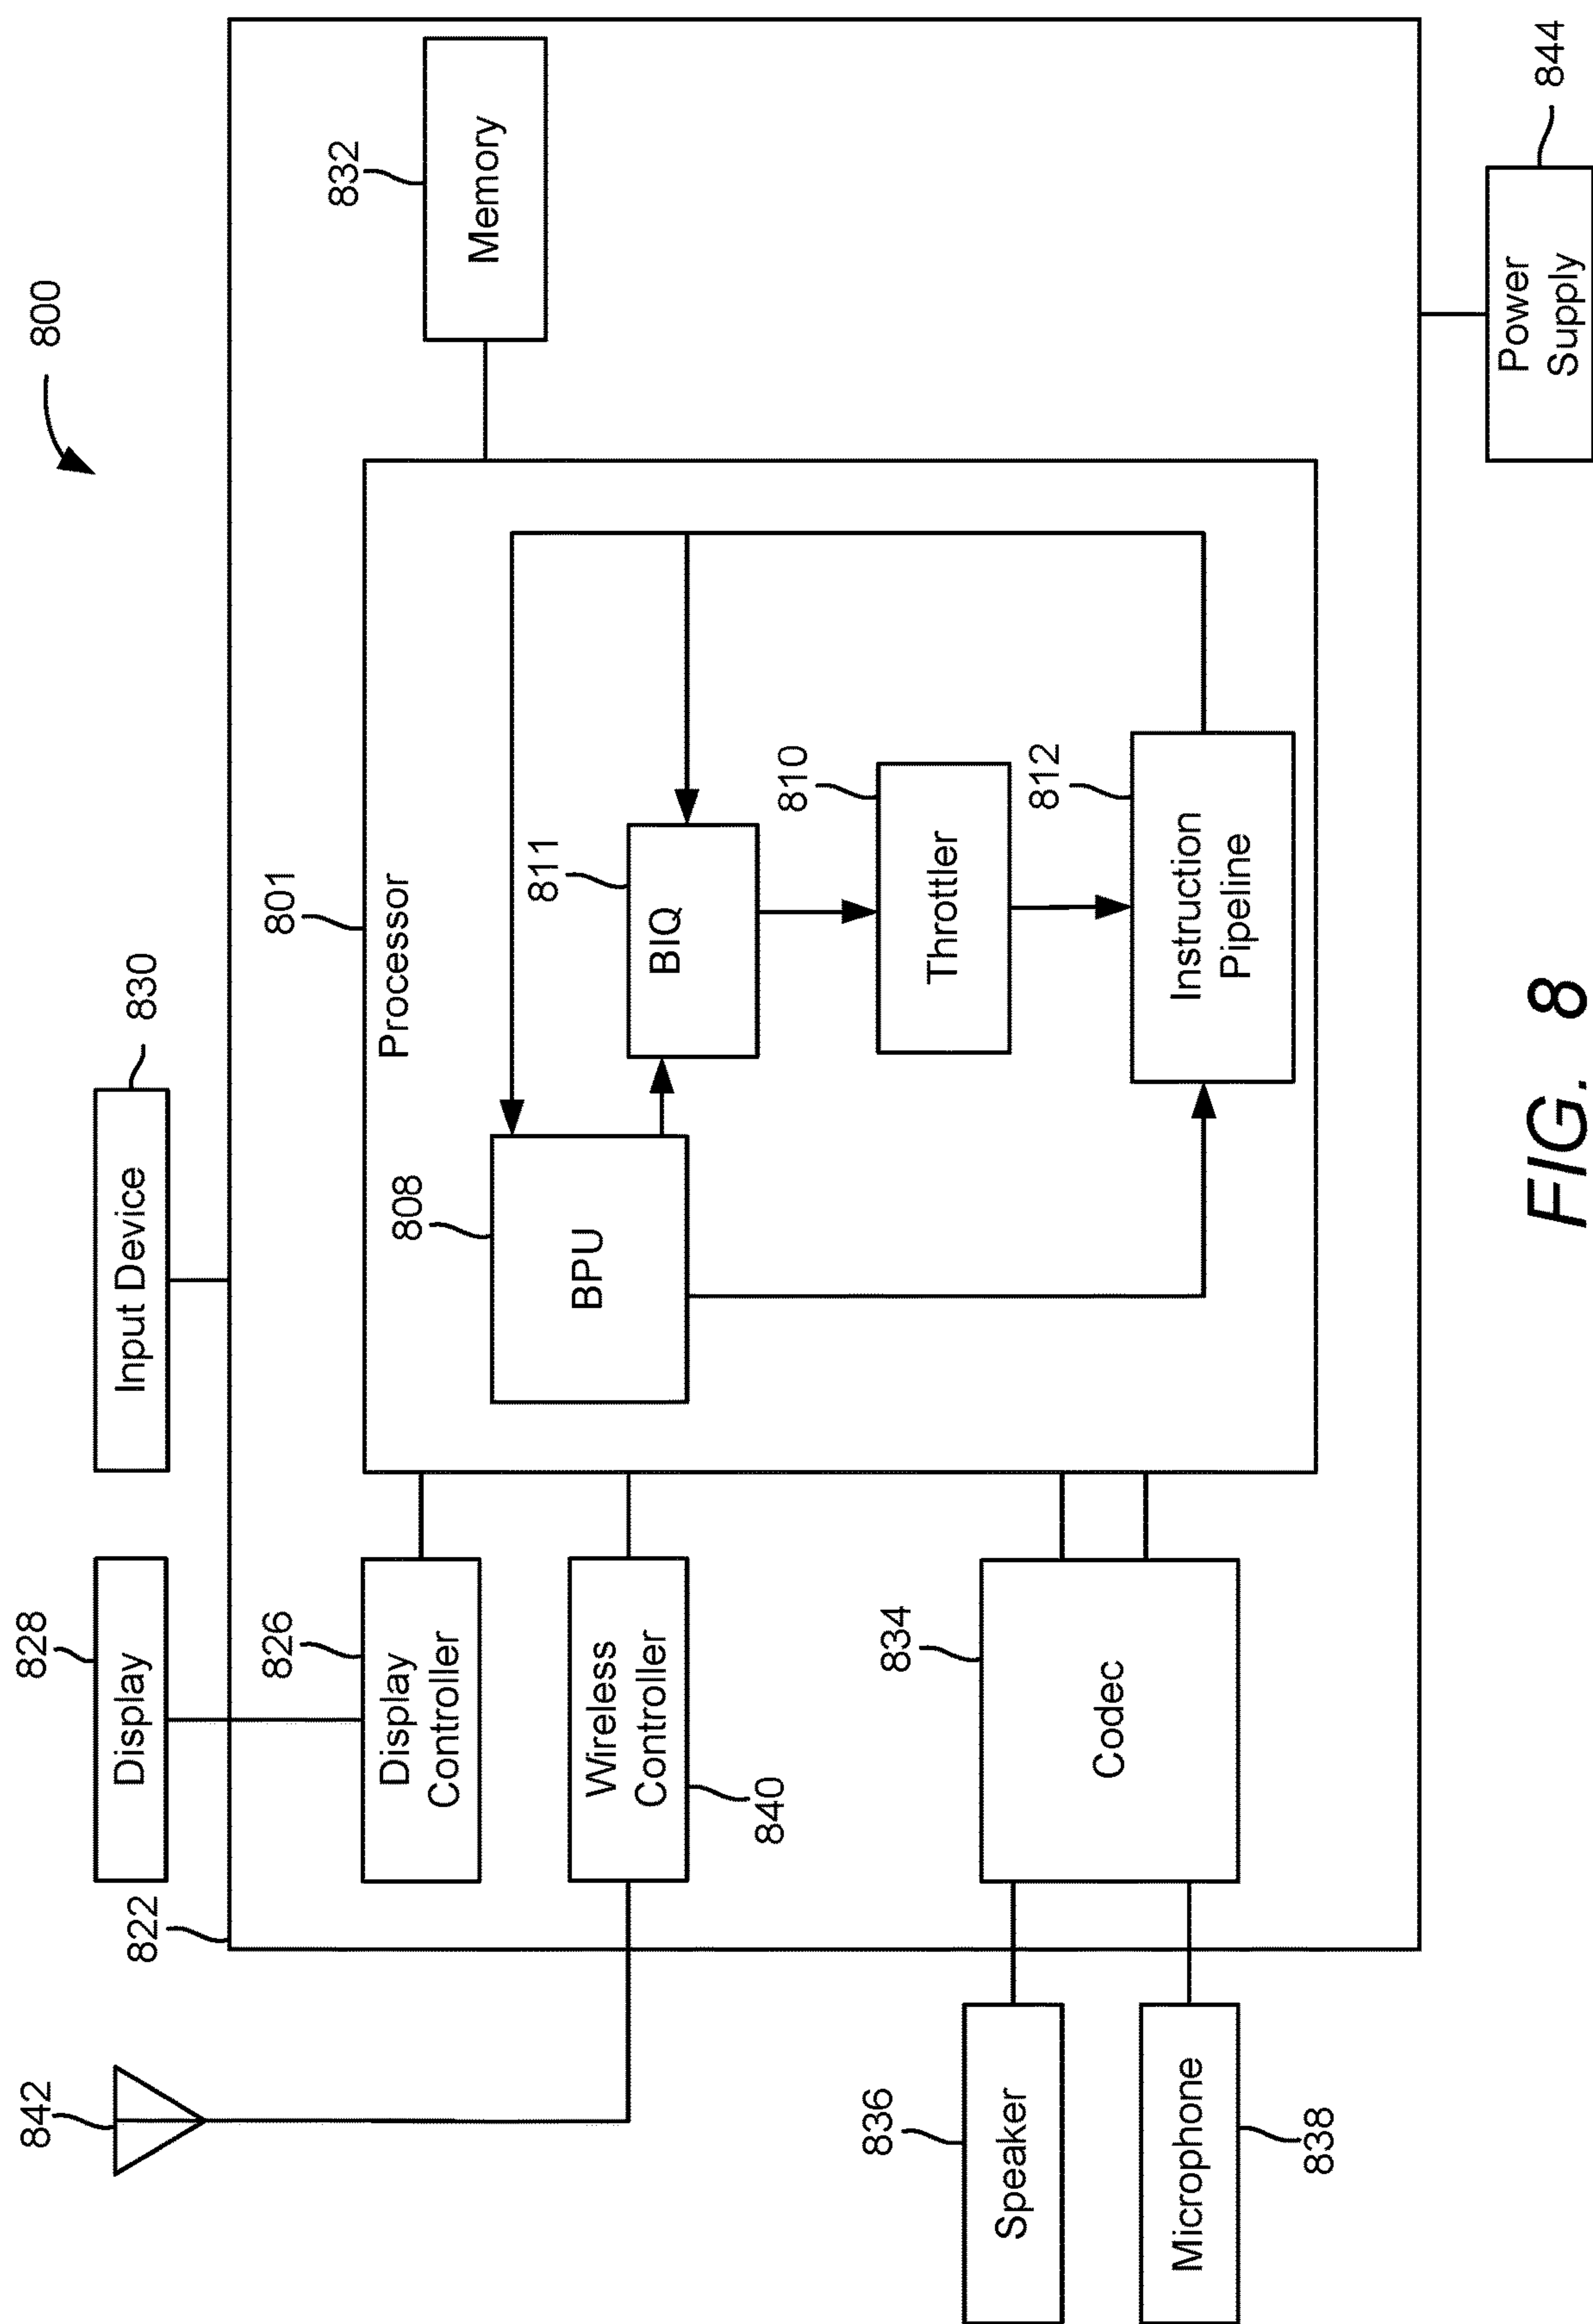 800
842
822
828
Display
830
Input Device
826
Display
Controller
801
Processor
832
Memory
Wireless
Controller
840
808
BPU
811
BIQ
810
Throttler
812
Instruction
Pipeline
834
Codec
836
Speaker
Microphone
838
Power
Supply
844
FIG. 8